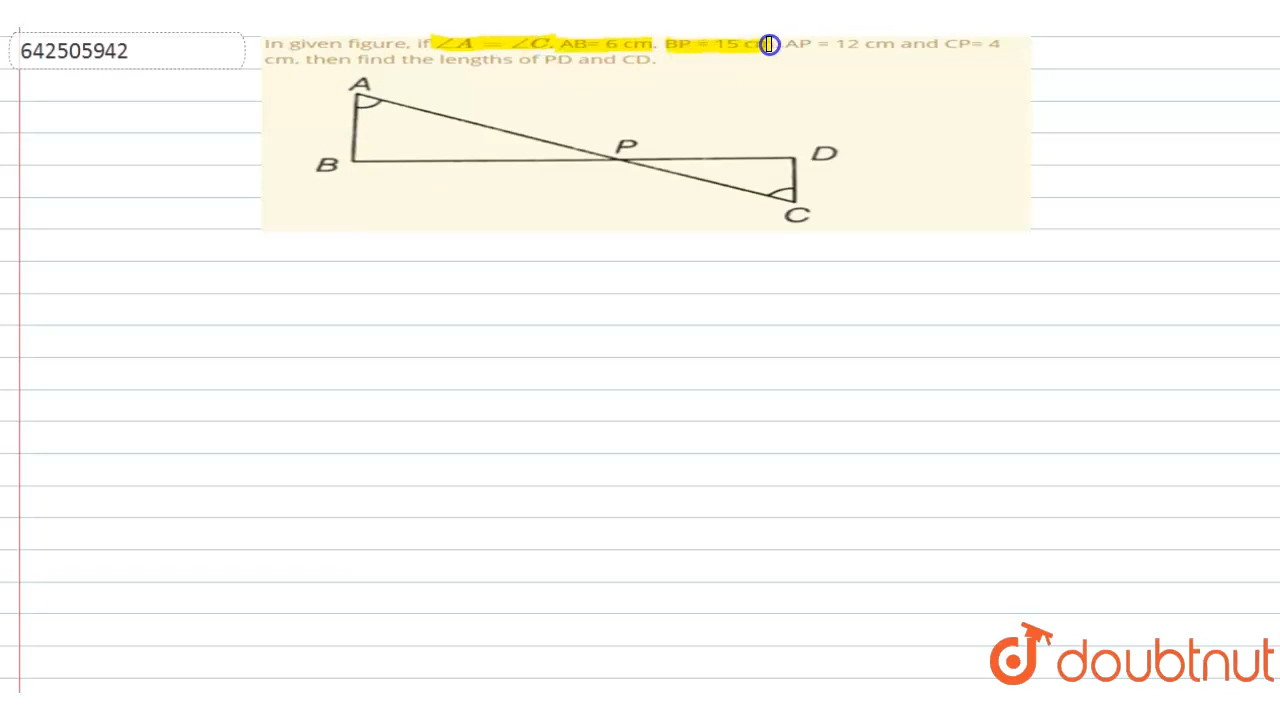 642505942
In given figure, if ∠A = ∠C, AB= 6 cm, BP = 15 cm, AP = 12 cm and CP= 4
cm, then find the lengths of PD and CD.
A
P
B
D
C
doubtnut